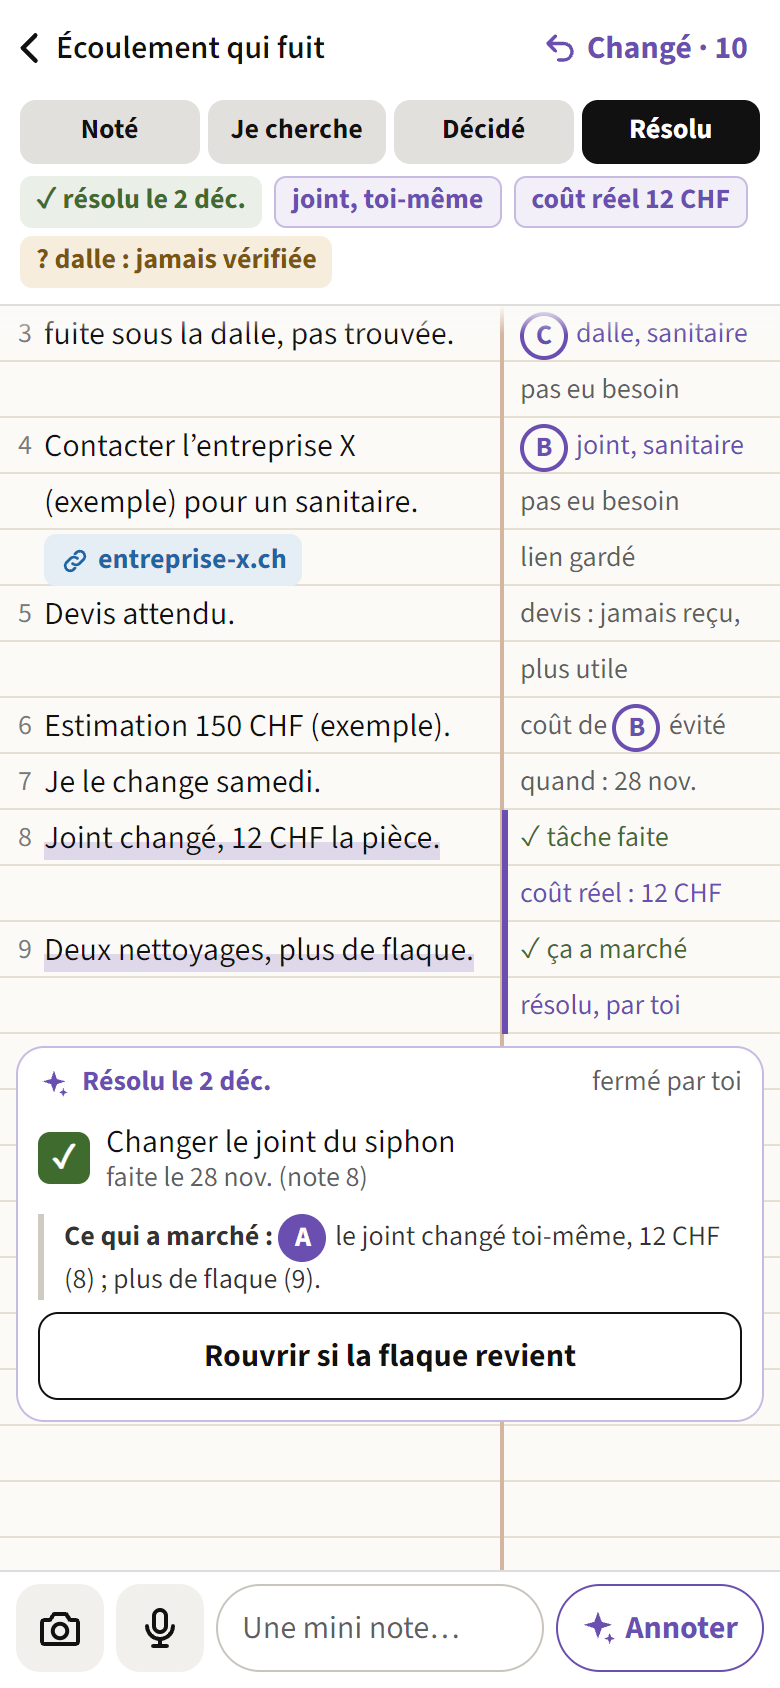 Écoulement qui fuit
Changé · 10
Noté
Je cherche
Décidé
Résolu
✓ résolu le 2 déc.
joint, toi-même
coût réel 12 CHF
? dalle : jamais vérifiée
3 fuite sous la dalle, pas trouvée.
C dalle, sanitaire
pas eu besoin
4 Contacter l’entreprise X
B joint, sanitaire
(exemple) pour un sanitaire.
pas eu besoin
entreprise-x.ch
lien gardé
5 Devis attendu.
devis : jamais reçu,
plus utile
6 Estimation 150 CHF (exemple).
coût de B évité
7 Je le change samedi.
quand : 28 nov.
8 Joint changé, 12 CHF la pièce.
✓ tâche faite
coût réel : 12 CHF
9 Deux nettoyages, plus de flaque.
✓ ça a marché
résolu, par toi
Résolu le 2 déc.
fermé par toi
✓ Changer le joint du siphon
faite le 28 nov. (note 8)
Ce qui a marché : A le joint changé toi-même, 12 CHF
(8) ; plus de flaque (9).
Rouvrir si la flaque revient
Une mini note…
Annoter